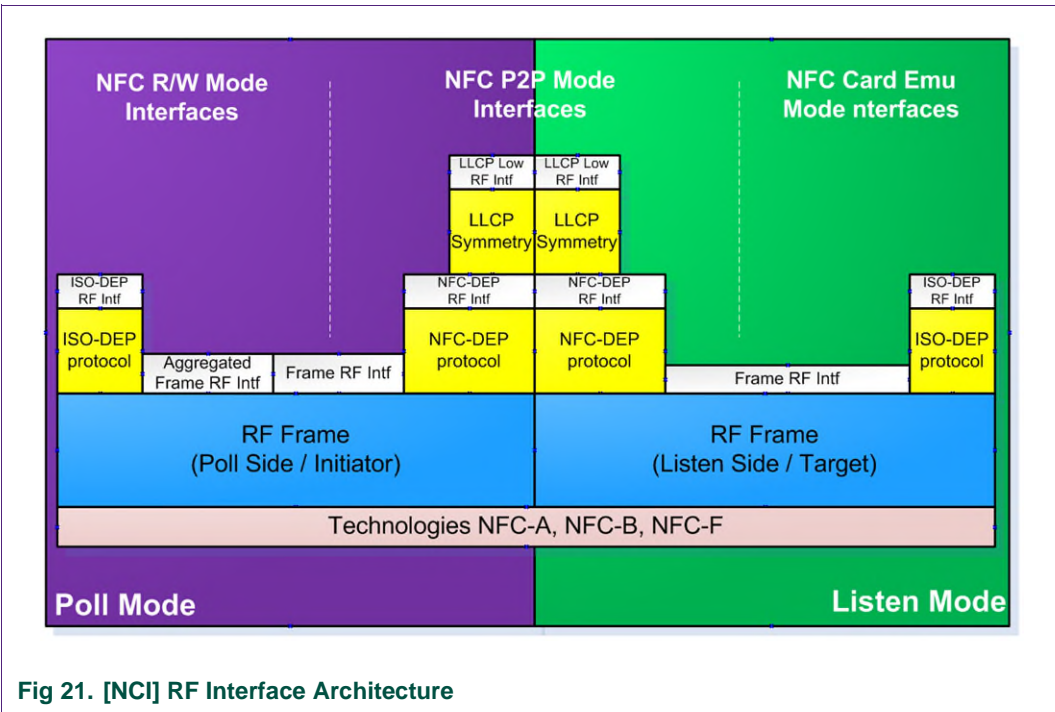 NFC R/W Mode
Interfaces
NFC P2P Mode
Interfaces
NFC Card Emu
Mode nterfaces
LLCP Low
RF Intf
LLCP Low
RF Intf
LLCP
Symmetry
LLCP
Symmetry
ISO-DEP
RF Intf
NFC-DEP
RF Intf
NFC-DEP
RF Intf
ISO-DEP
RF Intf
ISO-DEP
protocol
Aggregated
Frame RF Intf
Frame RF Intf
NFC-DEP
protocol
NFC-DEP
protocol
Frame RF Intf
ISO-DEP
protocol
RF Frame
(Poll Side / Initiator)
RF Frame
(Listen Side / Target)
Technologies NFC-A, NFC-B, NFC-F
Poll Mode
Listen Mode
Fig 21. [NCI] RF Interface Architecture